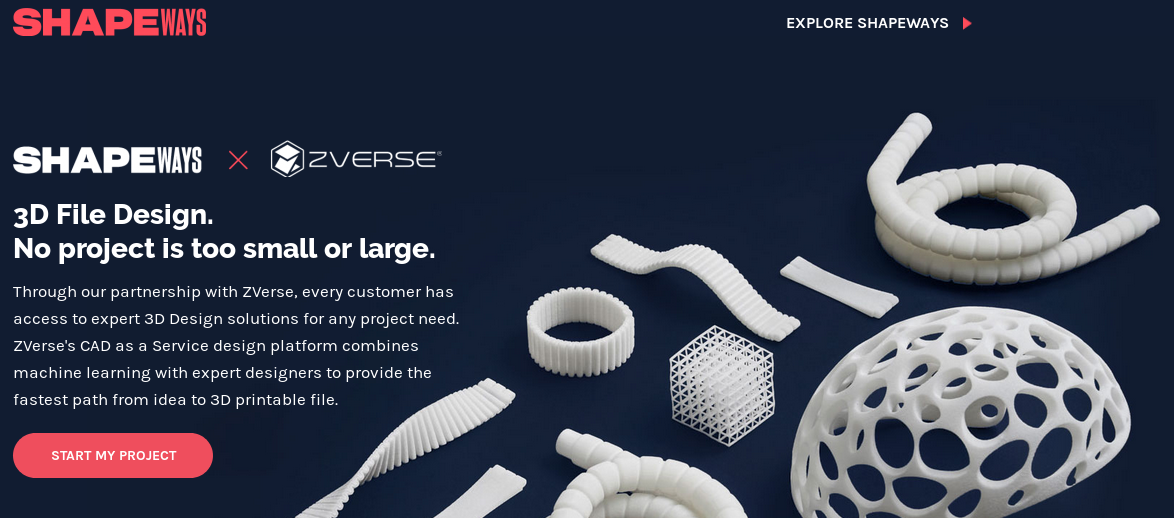 SHAPEWAYS
EXPLORE SHAPEWAYS
SHAPEWAYS ZVERSE
3D File Design.
No project is too small or large.
Through our partnership with ZVerse, every customer has
access to expert 3D Design solutions for any project need.
ZVerse's CAD as a Service design platform combines
machine learning with expert designers to provide the
fastest path from idea to 3D printable file.
START MY PROJECT